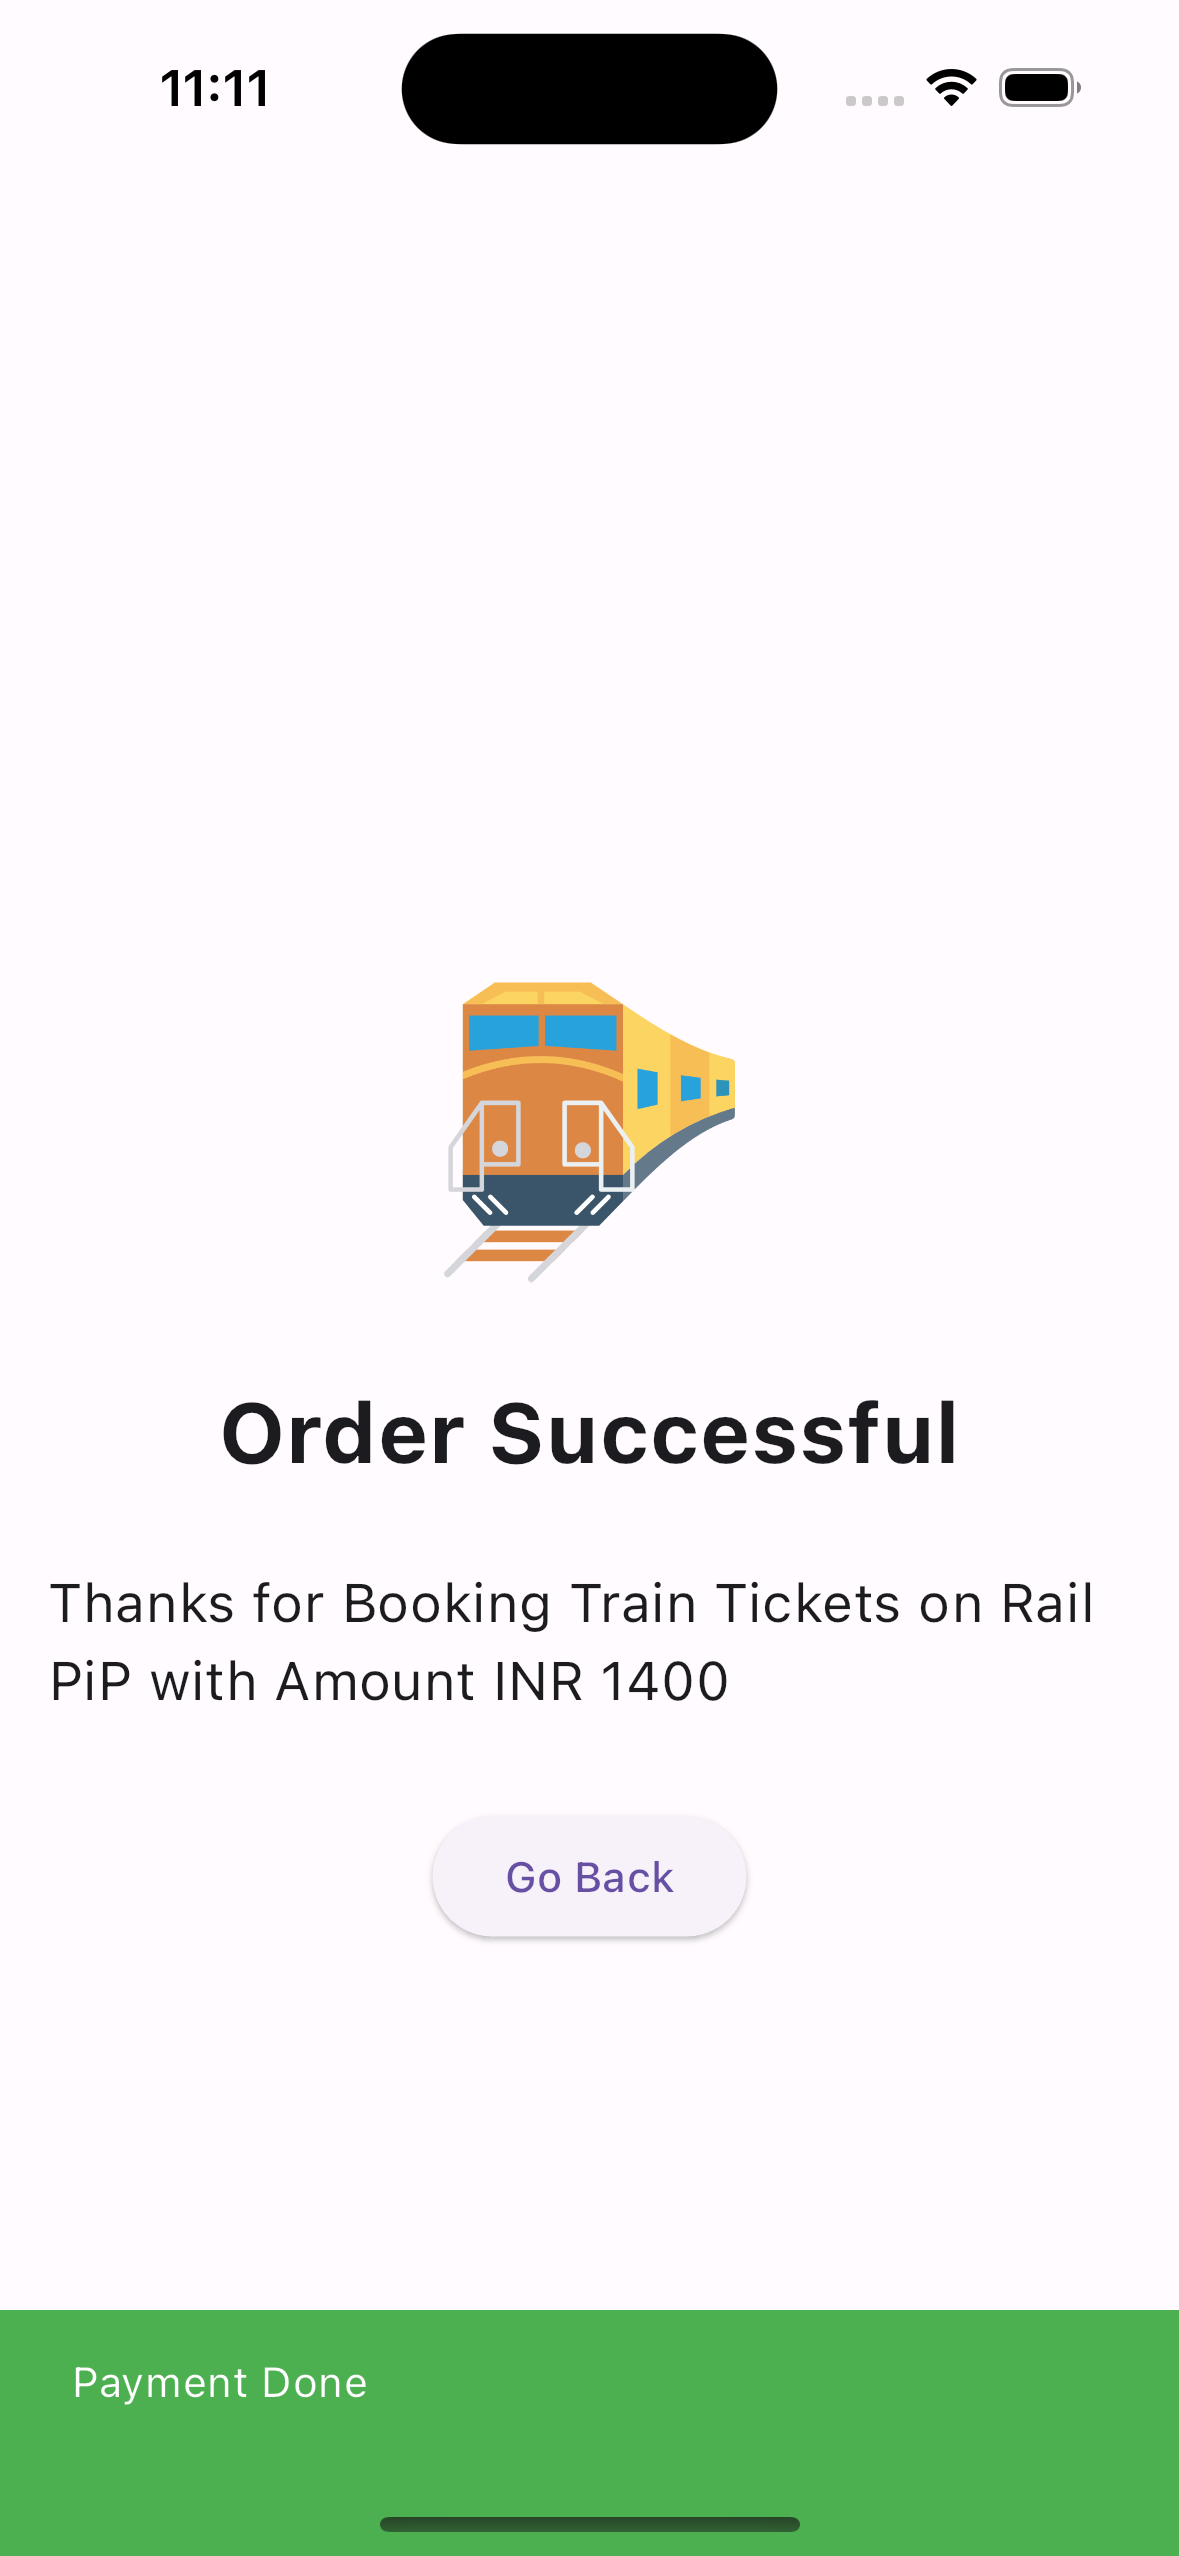 11:11
Order Successful
Thanks for Booking Train Tickets on Rail
PiP with Amount INR 1400
Go Back
Payment Done